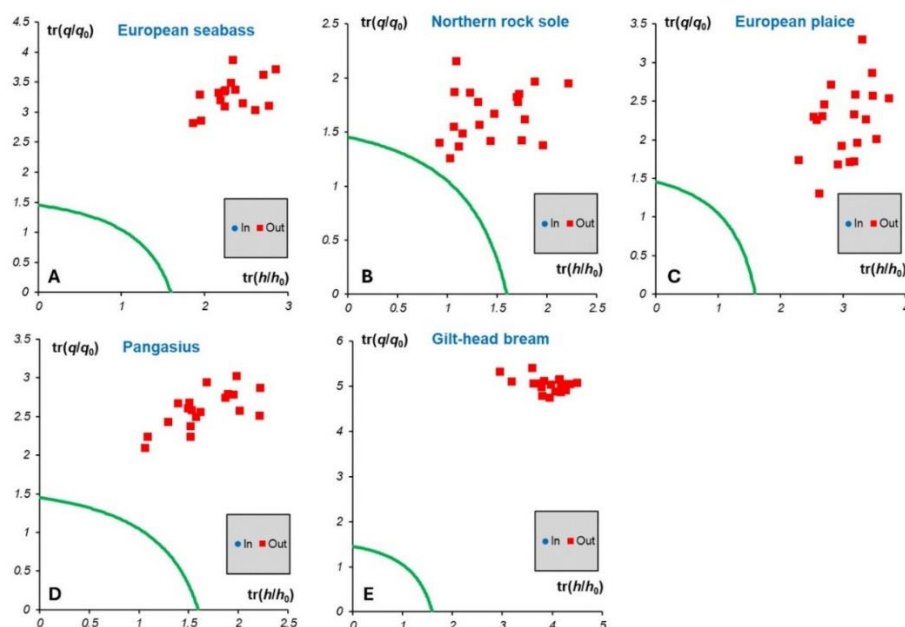 tr(q/q0)
European seabass
4.5
4
3.5
3
2.5
2
1.5
1
0.5
0
0
1
2
3
In Out
A
tr(h/h0)
Northern rock sole
tr(q/q0)
2.5
2
1.5
1
0.5
0
0
0.5
1
1.5
2
2.5
In Out
B
tr(h/h0)
European plaice
tr(q/q0)
3.5
3
2.5
2
1.5
1
0.5
0
0
1
2
3
4
In Out
C
tr(h/h0)
Pangasius
tr(q/q0)
3.5
3
2.5
2
1.5
1
0.5
0
0
0.5
1
1.5
2
2.5
In Out
D
tr(h/h0)
tr(q/q0)
Gilt-head bream
6
5
4
3
2
1
0
0
1
2
3
4
5
In Out
E
tr(h/h0)